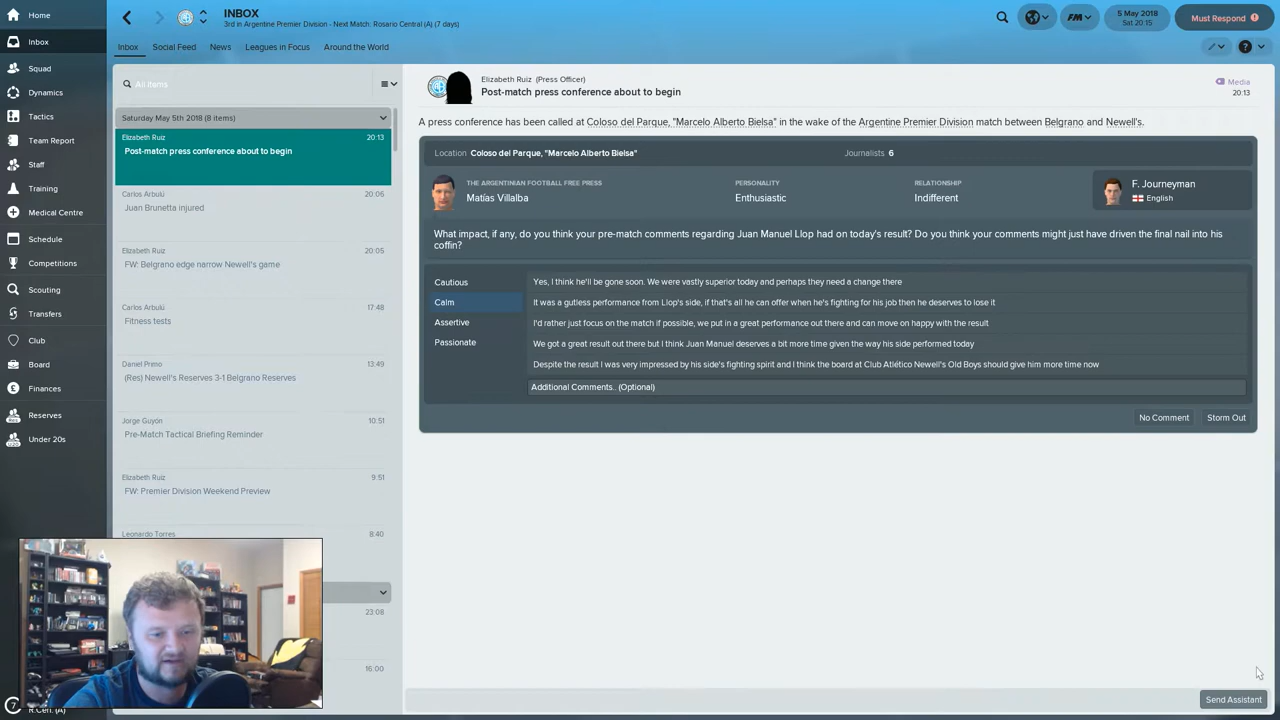 Home
Inbox
Squad
Dynamics
Tactics
Team Report
Staff
Training
Medical Centre
Schedule
Competitions
Scouting
Transfers
Club
Board
Finances
Reserves
Under 20s
R.Cen. (A)
INBOX
3rd in Argentine Premier Division - Next Match: Rosario Central (A) (7 days)
FM
5 May 2018
Sat 20:15
Must Respond
Inbox
Social Feed
News
Leagues in Focus
Around the World
?
All Items
Saturday May 5th 2018 (8 items)
Elizabeth Ruiz 20:13
Post-match press conference about to begin
Carlos Arbulú 20:06
Juan Brunetta injured
Elizabeth Ruiz 20:05
FW: Belgrano edge narrow Newell's game
Carlos Arbulú 17:48
Fitness tests
Daniel Primo 13:49
(Res) Newell's Reserves 3-1 Belgrano Reserves
Jorge Guyón 10:51
Pre-Match Tactical Briefing Reminder
Elizabeth Ruiz 9:51
FW: Premier Division Weekend Preview
Leonardo Torres 8:40
23:08
16:00
Elizabeth Ruiz (Press Officer)
Post-match press conference about to begin
Media
20:13
A press conference has been called at Coloso del Parque, "Marcelo Alberto Bielsa" in the wake of the Argentine Premier Division match between Belgrano and Newell's.
Location Coloso del Parque, "Marcelo Alberto Bielsa"
Journalists 6
THE ARGENTINIAN FOOTBALL FREE PRESS
Matías Villalba
PERSONALITY
Enthusiastic
RELATIONSHIP
Indifferent
F. Journeyman
English
What impact, if any, do you think your pre-match comments regarding Juan Manuel Llop had on today's result? Do you think your comments might just have driven the final nail into his
coffin?
Cautious
Calm
Assertive
Passionate
Yes, I think he'll be gone soon. We were vastly superior today and perhaps they need a change there
It was a gutless performance from Llop's side, if that's all he can offer when he's fighting for his job then he deserves to lose it
I'd rather just focus on the match if possible, we put in a great performance out there and can move on happy with the result
We got a great result out there but I think Juan Manuel deserves a bit more time given the way his side performed today
Despite the result I was very impressed by his side's fighting spirit and I think the board at Club Atlético Newell's Old Boys should give him more time
Additional Comments.. (Optional)
No Comment
Storm Out
Send Assistant
?